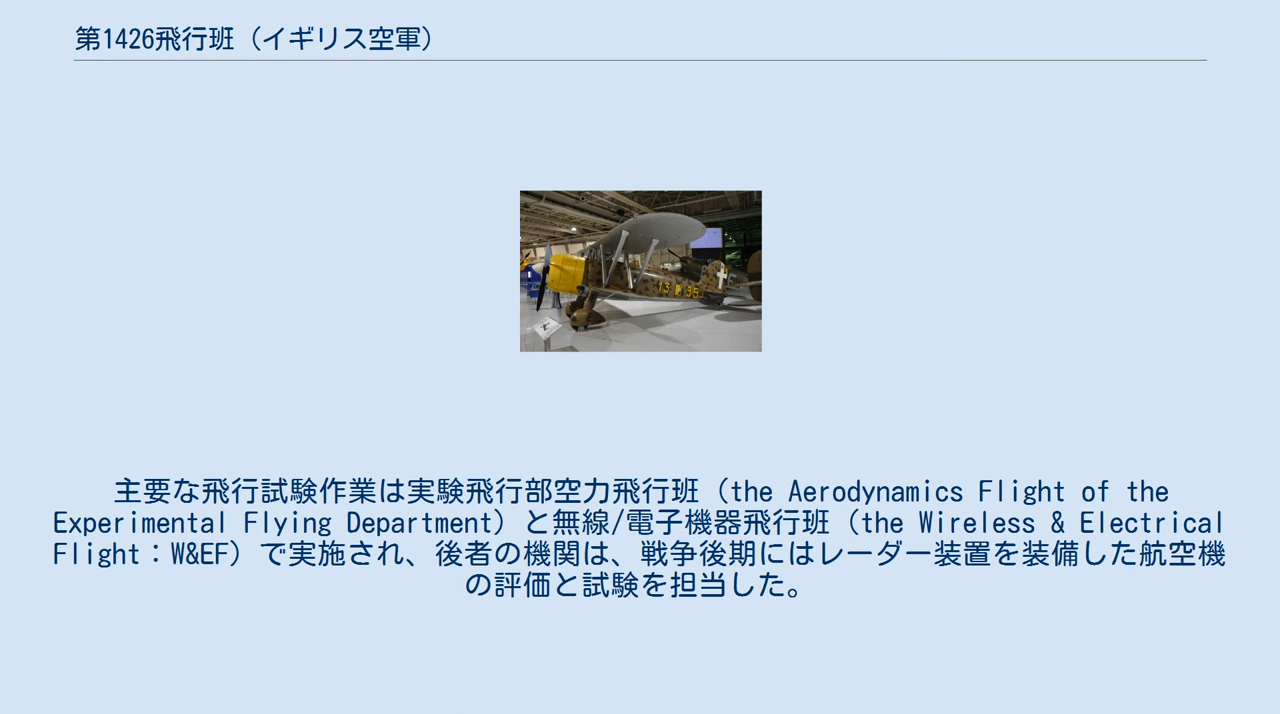 第1426飛行班（イギリス空軍）
13 95
主要な飛行試験作業は実験飛行部空力飛行班（the Aerodynamics Flight of the
Experimental Flying Department）と無線/電子機器飛行班（the Wireless & Electrical
Flight：W&EF）で実施され、後者の機関は、戦争後期にはレーダー装置を装備した航空機
の評価と試験を担当した。